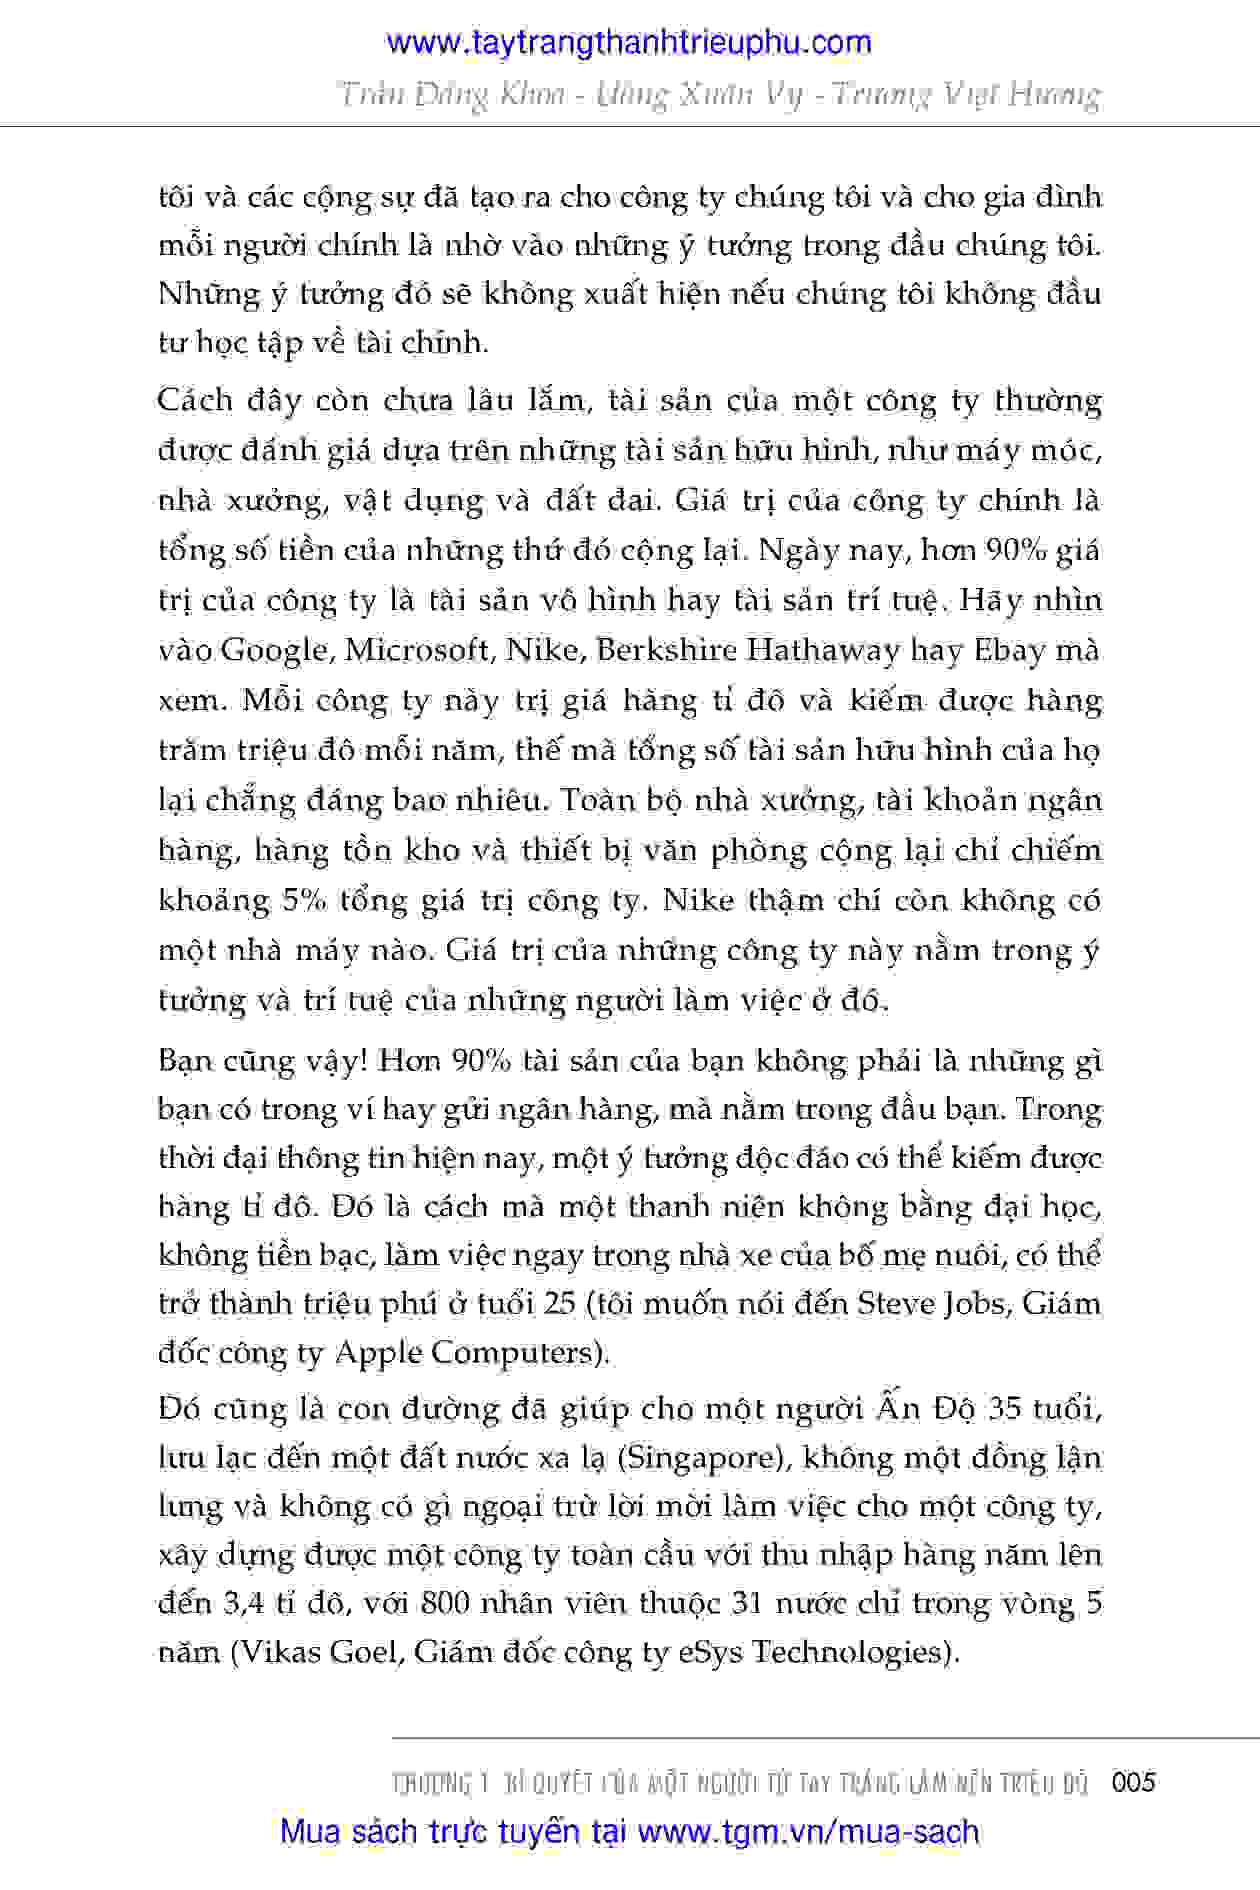 www.taytrangthanhtrieuphu.com
Trần Đăng Khoa - Uông Xuân Vy - Trương Việt Hương
tôi và các cộng sự đã tạo ra cho công ty chúng tôi và cho gia đình
mỗi người chính là nhờ vào những ý tưởng trong đầu chúng tôi.
Những ý tưởng đó sẽ không xuất hiện nếu chúng tôi không đầu
tư học tập về tài chính.
Cách đây còn chưa lâu lắm, tài sản của một công ty thường
được đánh giá dựa trên những tài sản hữu hình, như máy móc,
nhà xưởng, vật dụng và đất đai. Giá trị của công ty chính là
tổng số tiền của những thứ đó cộng lại. Ngày nay, hơn 90% giá
trị của công ty là tài sản vô hình hay tài sản trí tuệ. Hãy nhìn
vào Google, Microsoft, Nike, Berkshire Hathaway hay Ebay mà
xem. Mỗi công ty này trị giá hàng tỉ đô và kiếm được hàng
trăm triệu đô mỗi năm, thế mà tổng số tài sản hữu hình của họ
lại chẳng đáng bao nhiêu. Toàn bộ nhà xưởng, tài khoản ngân
hàng, hàng tồn kho và thiết bị văn phòng cộng lại chỉ chiếm
khoảng 5% tổng giá trị công ty. Nike thậm chí còn không có
một nhà máy nào. Giá trị của những công ty này nằm trong ý
tưởng và trí tuệ của những người làm việc ở đó.
Bạn cũng vậy! Hơn 90% tài sản của bạn không phải là những gì
bạn có trong ví hay gửi ngân hàng, mà nằm trong đầu bạn. Trong
thời đại thông tin hiện nay, một ý tưởng độc đáo có thể kiếm được
hàng tỉ đô. Đó là cách mà một thanh niên không bằng đại học,
không tiền bạc, làm việc ngay trong nhà xe của bố mẹ nuôi, có thể
trở thành triệu phú ở tuổi 25 (tôi muốn nói đến Steve Jobs, Giám
đốc công ty Apple Computers).
Đó cũng là con đường đã giúp cho một người Ấn Độ 35 tuổi,
lưu lạc đến một đất nước xa lạ (Singapore), không một đồng lận
lưng và không có gì ngoại trừ lời mời làm việc cho một công ty,
xây dựng được một công ty toàn cầu với thu nhập hàng năm lên
đến 3,4 tỉ đô, với 800 nhân viên thuộc 31 nước chỉ trong vòng 5
năm (Vikas Goel, Giám đốc công ty eSys Technologies).
CHƯƠNG 1 BÍ QUYẾT CỦA MỘT NGƯỜI TỪ TAY TRẮNG LÀM NÊN TRIỆU ĐÔ 005
Mua sách trực tuyến tại www.tgm.vn/mua-sach